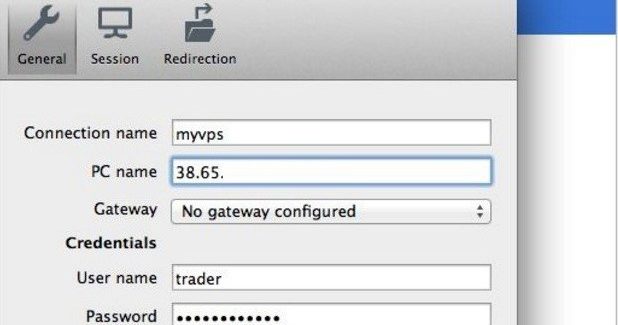 General Session Redirection
Connection name myvps
PC name 38.65.
Gateway No gateway configured
Credentials
User name trader
Password ••••••••••••